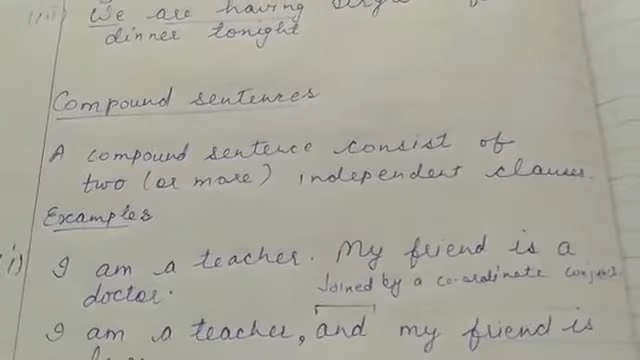 (iii) We are having
dinner tonight
Compound sentences
A compound sentence consist of
two (or more) independent clauses.
Examples
(i) I am a teacher. My friend is a
doctor.
Joined by a co-ordinate
I am a teacher, and my friend is